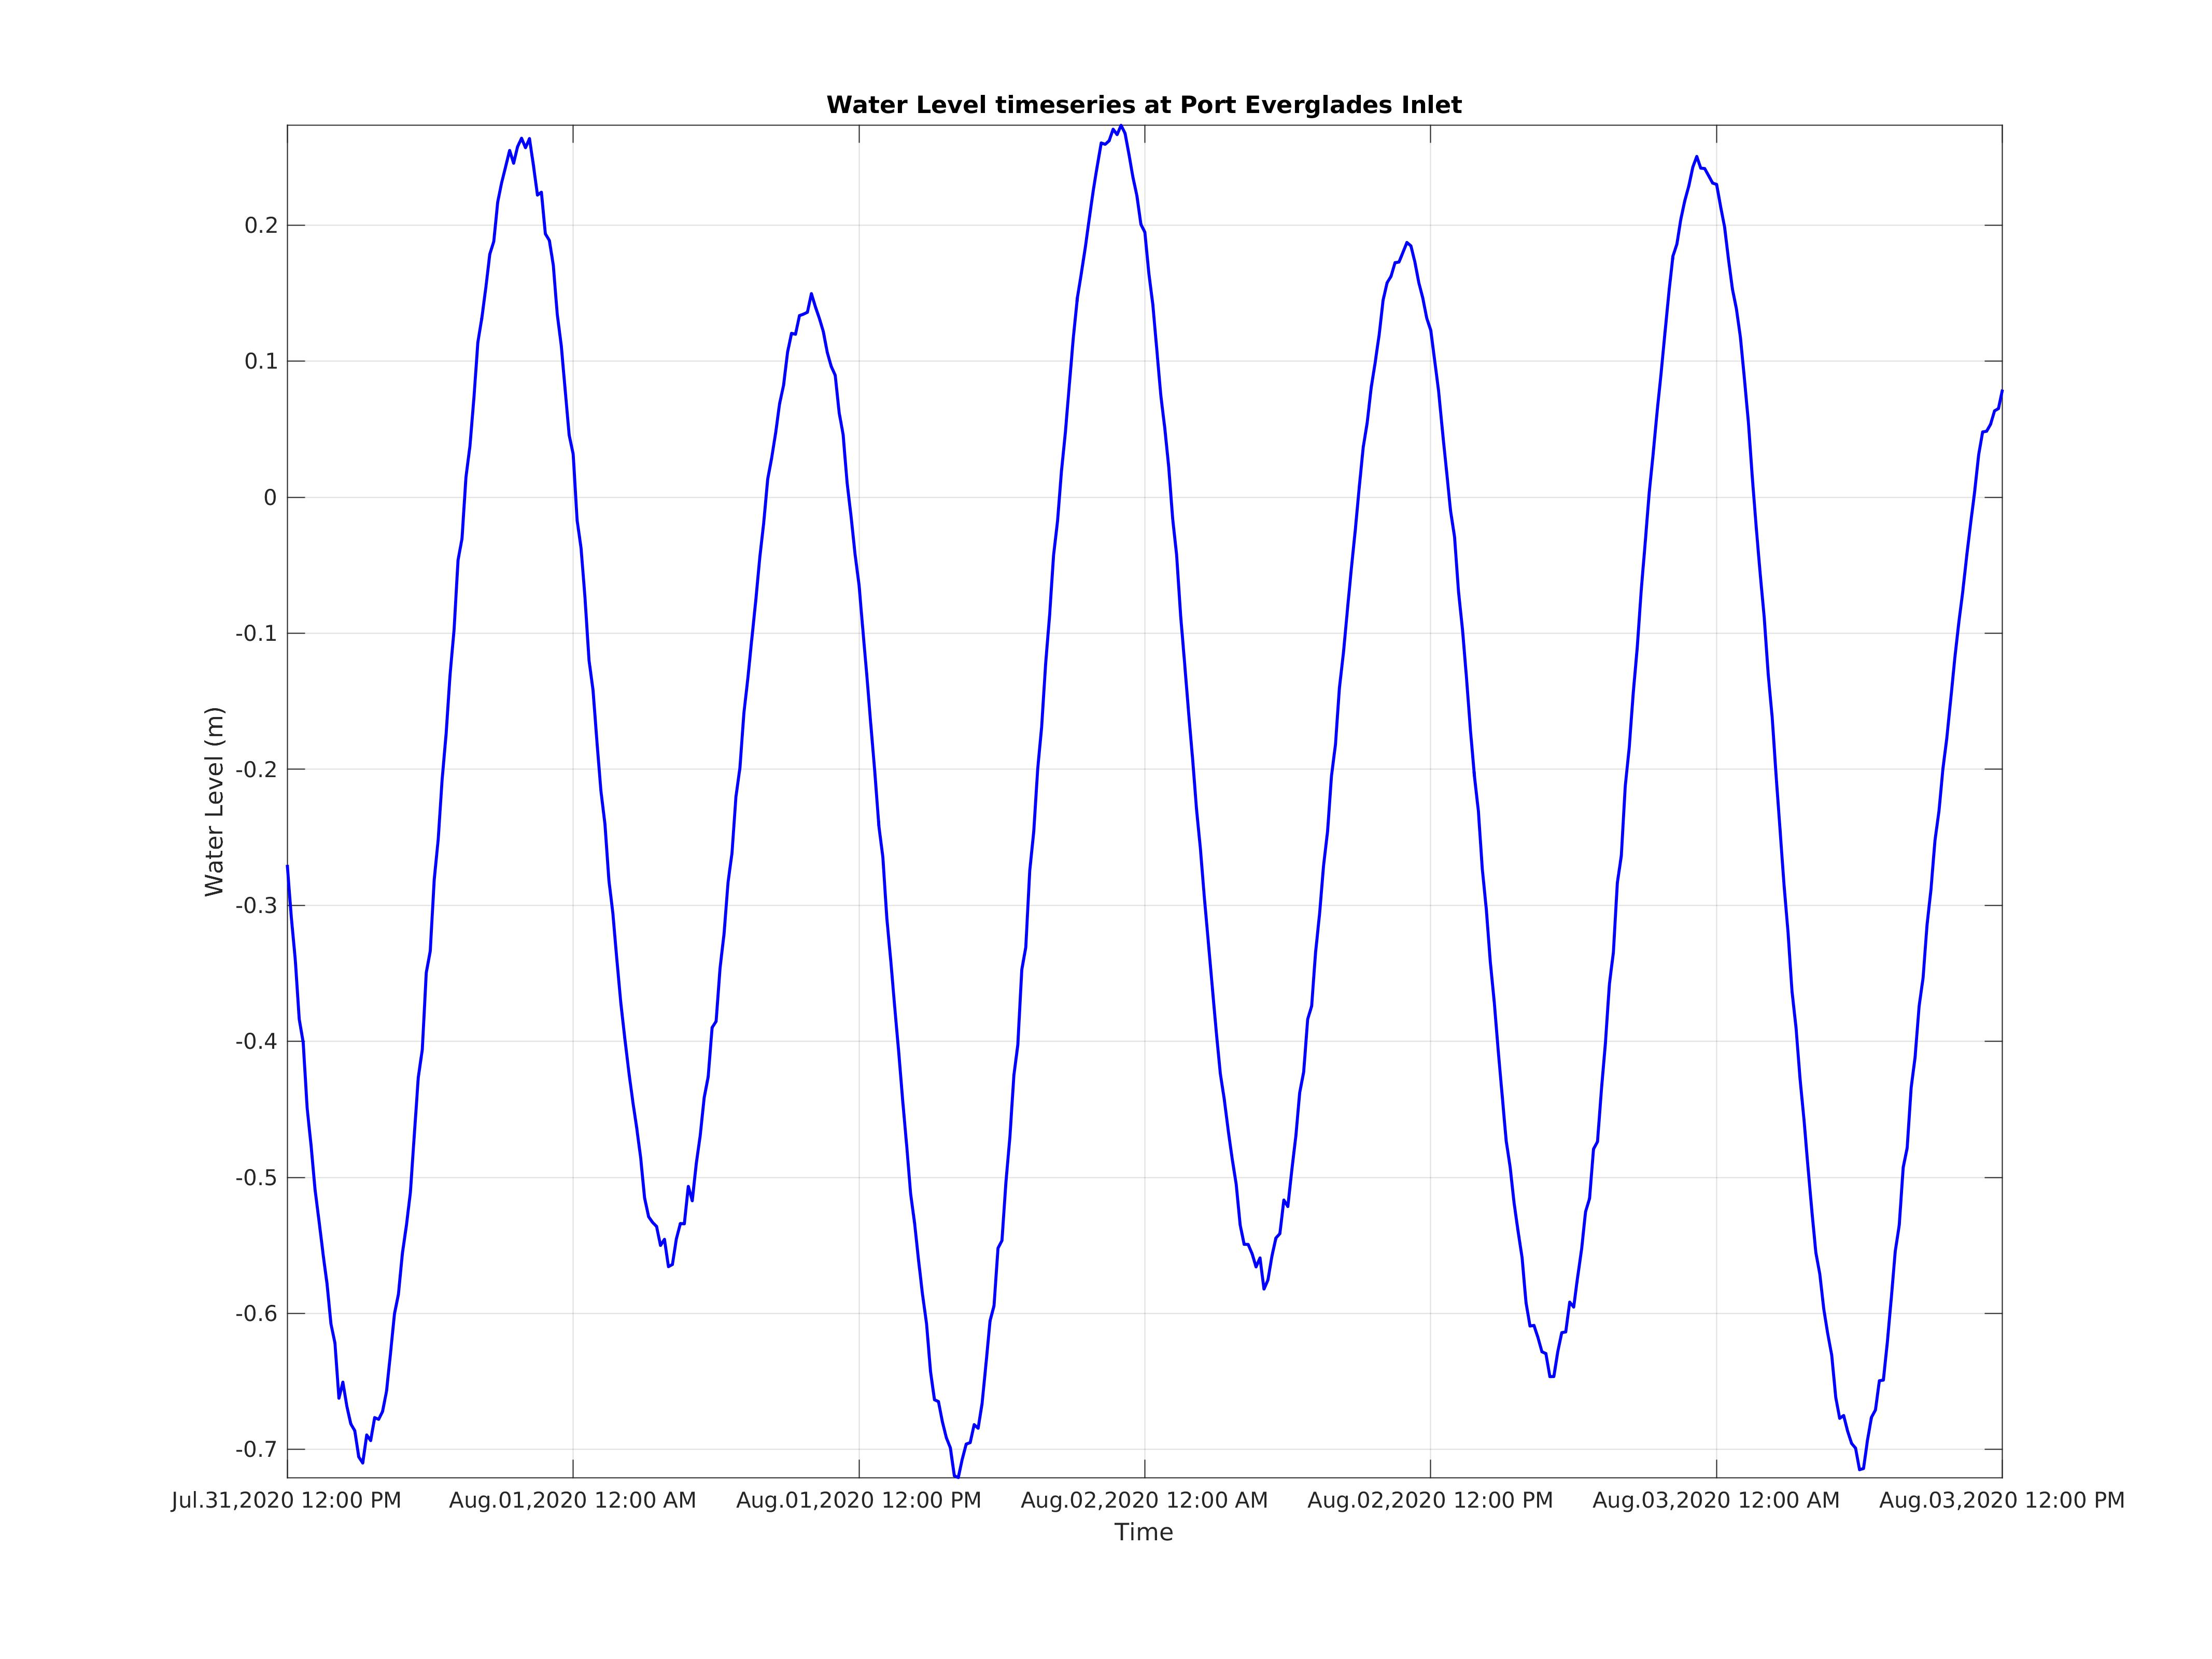 Water Level timeseries at Port Everglades Inlet
0.2
0.1
0
-0.1
-0.2
-0.3
-0.4
-0.5
-0.6
-0.7
Water Level (m)
Jul.31,2020 12:00 PM
Aug.01,2020 12:00 AM
Aug.01,2020 12:00 PM
Aug.02,2020 12:00 AM
Aug.02,2020 12:00 PM
Aug.03,2020 12:00 AM
Aug.03,2020 12:00 PM
Time